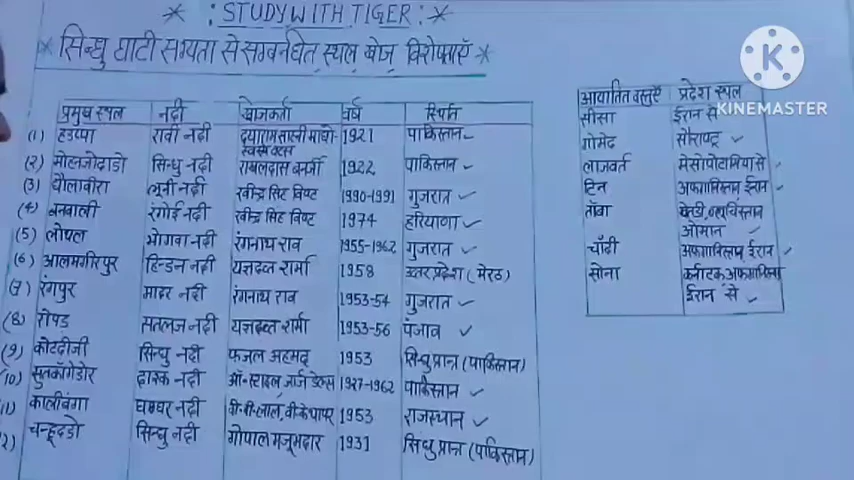 * : STUDY WITH TIGER : *
* सिन्धु घाटी सभ्यता से सम्बन्धित स्थल खोज विशेषताएँ *
प्रमुख स्थल नदी खोजकर्ता वर्ष स्थिति
(1) हडप्पा रावी नदी दयाराम साहनी माधो स्वरूप वत्स 1921 पाकिस्तान
(2) मोहनजोदाडो सिन्धु नदी राखलदास बनर्जी 1922 पाकिस्तान
(3) धौलावीरा लूनी नदी रवीन्द्र सिंट विष्ट 1990-1991 गुजरात
(4) बनवाली रंगोई नदी रवीन्द्र सिंट विष्ट 1974 हरियाणा
(5) लोथल भोगवा नदी रंगनाथ राव 1955-1962 गुजरात
(6) आलमगीरपुर हिन्डन नदी यज्ञदत्त शर्मा 1958 उत्तर प्रदेश (मेरठ)
(7) रंगपुर मादर नदी रंगनाथ राव 1953-54 गुजरात
(8) रोपड सतलज नदी यज्ञदत्त शर्मा 1953-56 पंजाब
(9) कोटदीजी सिन्धु नदी फजल अहमद 1953 सिन्धु प्रान्त (पाकिस्तान)
10) सुतकांगेडोर दाश्क नदी ऑ-स्टाइल, जार्ज डेल्स 1927-1962 पाकिस्तान
11) कालीबंगा घग्घर नदी वी-वी-लाल, वी-के थापर 1953 राजस्थान
2) चन्हूदडो सिन्धु नदी गोपाल मजूमदार 1931 सिंधु प्रान्त (पाकिस्तान)
आयातित वस्तुएँ प्रदेश स्थल
सीसा ईरान से
गोमेद सौराष्ट्र
लाजवर्त मेसोपोटामिया से
टिन अफगानिस्तान, ईरान
ताँबा खेतडी, बलूचिस्तान
ओमान
चाँदी अफगानिस्तान, ईरान
सोना कर्नाटक, अफगानिस्तान
ईरान से
KINEMASTER